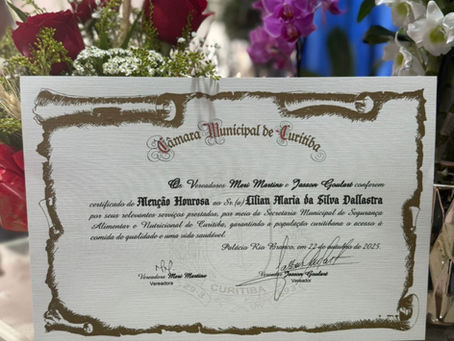 Câmara Municipal de Curitiba
Os Vereadores Meri Martins e Jasson Goulart conferem
certificado de Menção Honrosa ao Sr.(a) Lilian Maria da Silva Dallastra
por seus relevantes serviços prestados, por meio da Secretaria Municipal de Segurança
Alimentar e Nutricional de Curitiba, garantindo a população curitibana o acesso à
comida de qualidade e uma vida saudável.
Palácio Rio Branco, em 22 de outubro de 2025.
Vereadora Meri Martins
Vereadora
Vereador Jasson Goulart
Vereador
CURITIBA